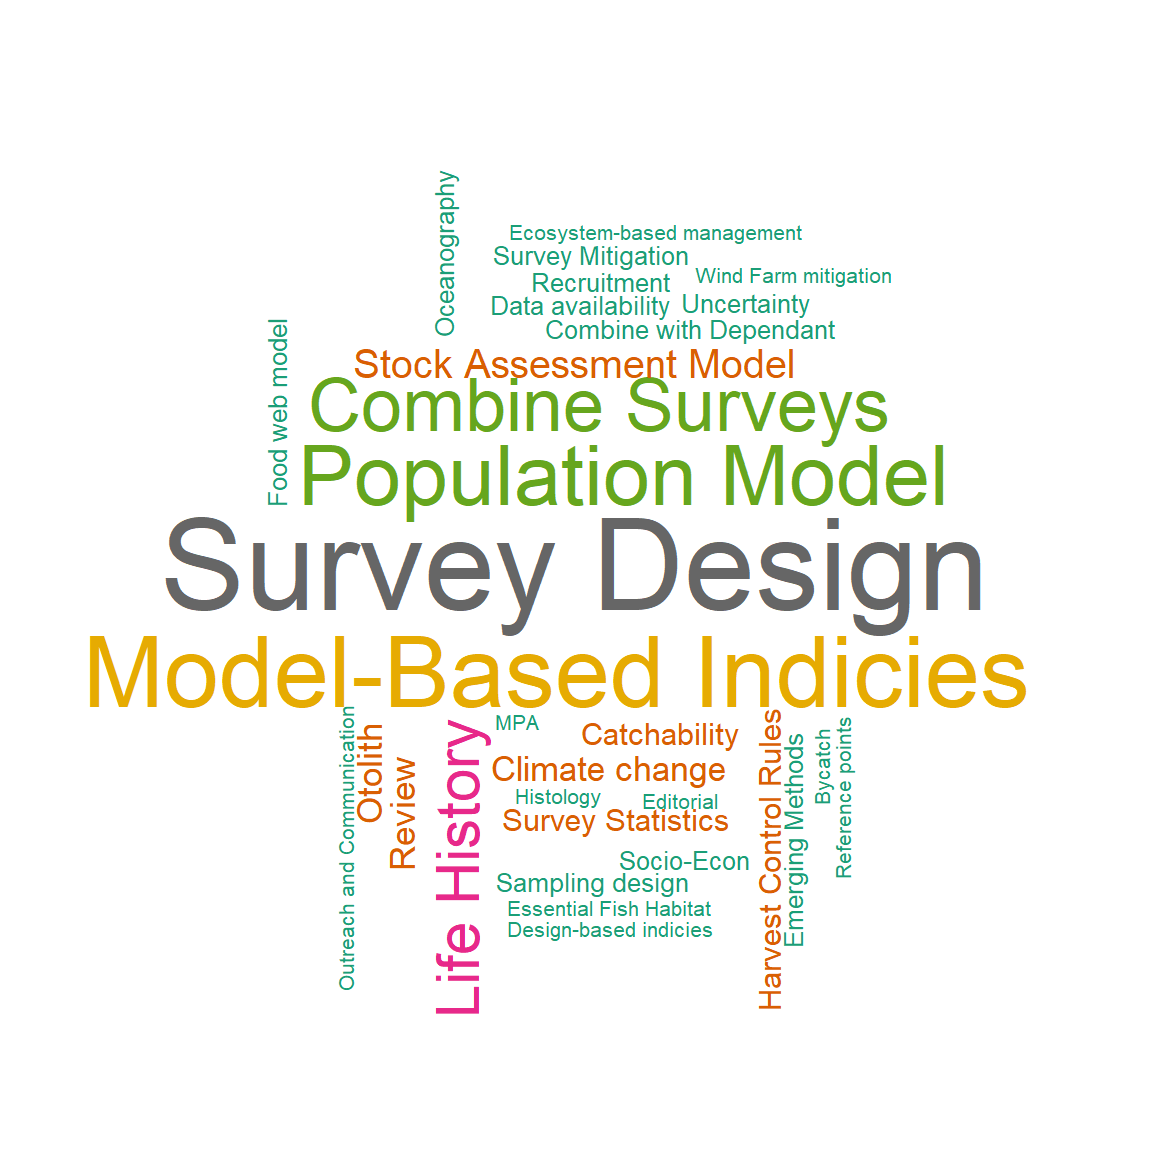 Oceanography
Ecosystem-based management
Survey Mitigation
Recruitment
Wind Farm mitigation
Data availability
Uncertainty
Combine with Dependant
Food web model
Stock Assessment Model
Combine Surveys
Population Model
Survey Design
Model-Based Indicies
Outreach and Communication
Otolith
Review
Life History
MPA
Catchability
Climate change
Histology
Editorial
Survey Statistics
Socio-Econ
Sampling design
Essential Fish Habitat
Design-based indicies
Harvest Control Rules
Emerging Methods
Bycatch
Reference points